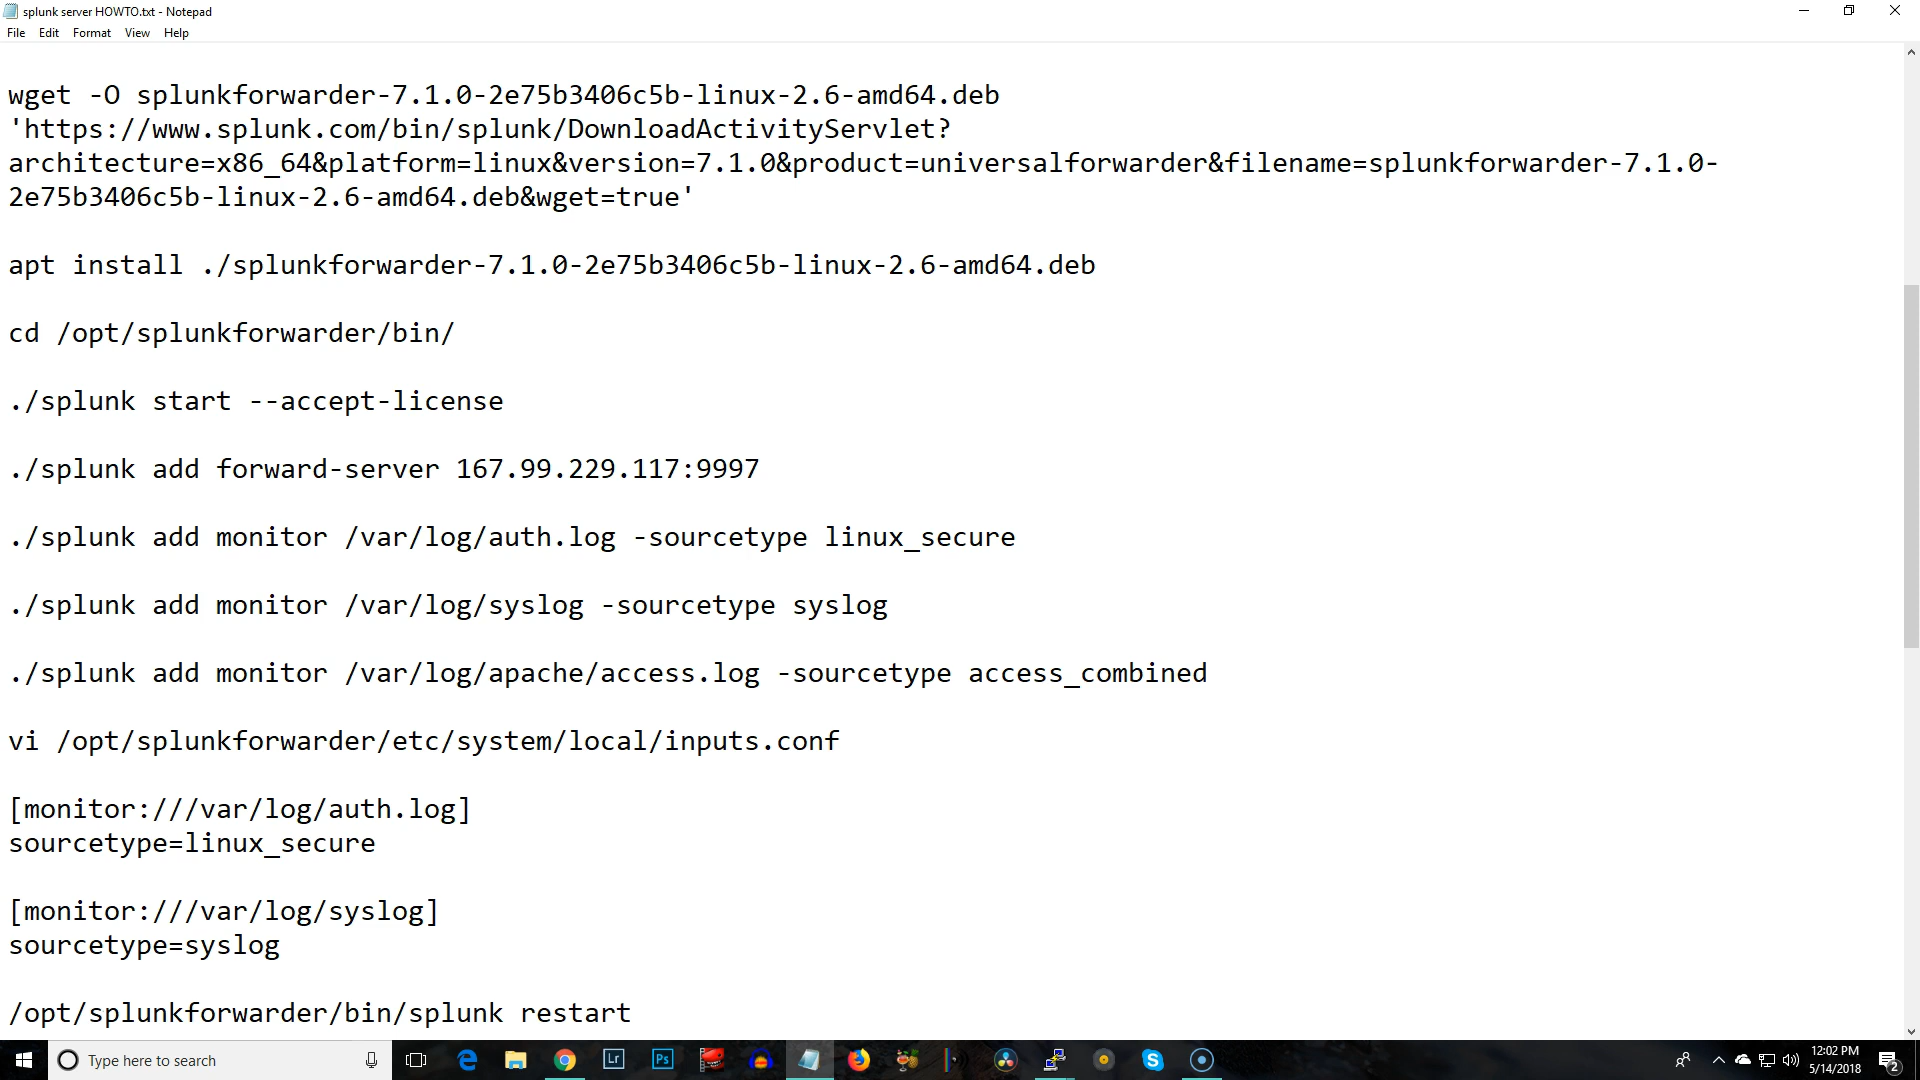 splunk server HOWTO.txt - Notepad
File Edit Format View Help
wget -O splunkforwarder-7.1.0-2e75b3406c5b-linux-2.6-amd64.deb
'https://www.splunk.com/bin/splunk/DownloadActivityServlet?
architecture=x86_64&platform=linux&version=7.1.0&product=universalforwarder&filename=splunkforwarder-7.1.0-
2e75b3406c5b-linux-2.6-amd64.deb&wget=true'
apt install ./splunkforwarder-7.1.0-2e75b3406c5b-linux-2.6-amd64.deb
cd /opt/splunkforwarder/bin/
./splunk start --accept-license
./splunk add forward-server 167.99.229.117:9997
./splunk add monitor /var/log/auth.log -sourcetype linux_secure
./splunk add monitor /var/log/syslog -sourcetype syslog
./splunk add monitor /var/log/apache/access.log -sourcetype access_combined
vi /opt/splunkforwarder/etc/system/local/inputs.conf
[monitor:///var/log/auth.log]
sourcetype=linux_secure
[monitor:///var/log/syslog]
sourcetype=syslog
/opt/splunkforwarder/bin/splunk restart
Type here to search
Lr
Ps
12:02 PM
5/14/2018
2